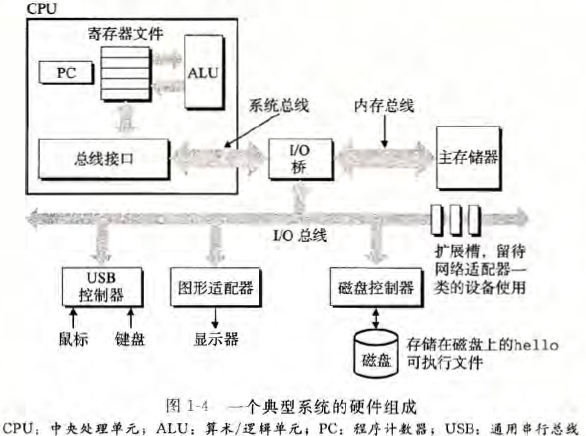 CPU
寄存器文件
PC
ALU
系统总线
内存总线
总线接口
I/O
桥
主存储器
I/O 总线
扩展槽，留待
网络适配器一
类的设备使用
USB
控制器
图形适配器
磁盘控制器
鼠标
键盘
显示器
磁盘
存储在磁盘上的hello
可执行文件
图 1-4 一个典型系统的硬件组成
CPU：中央处理单元；ALU：算术/逻辑单元；PC：程序计数器；USB：通用串行总线